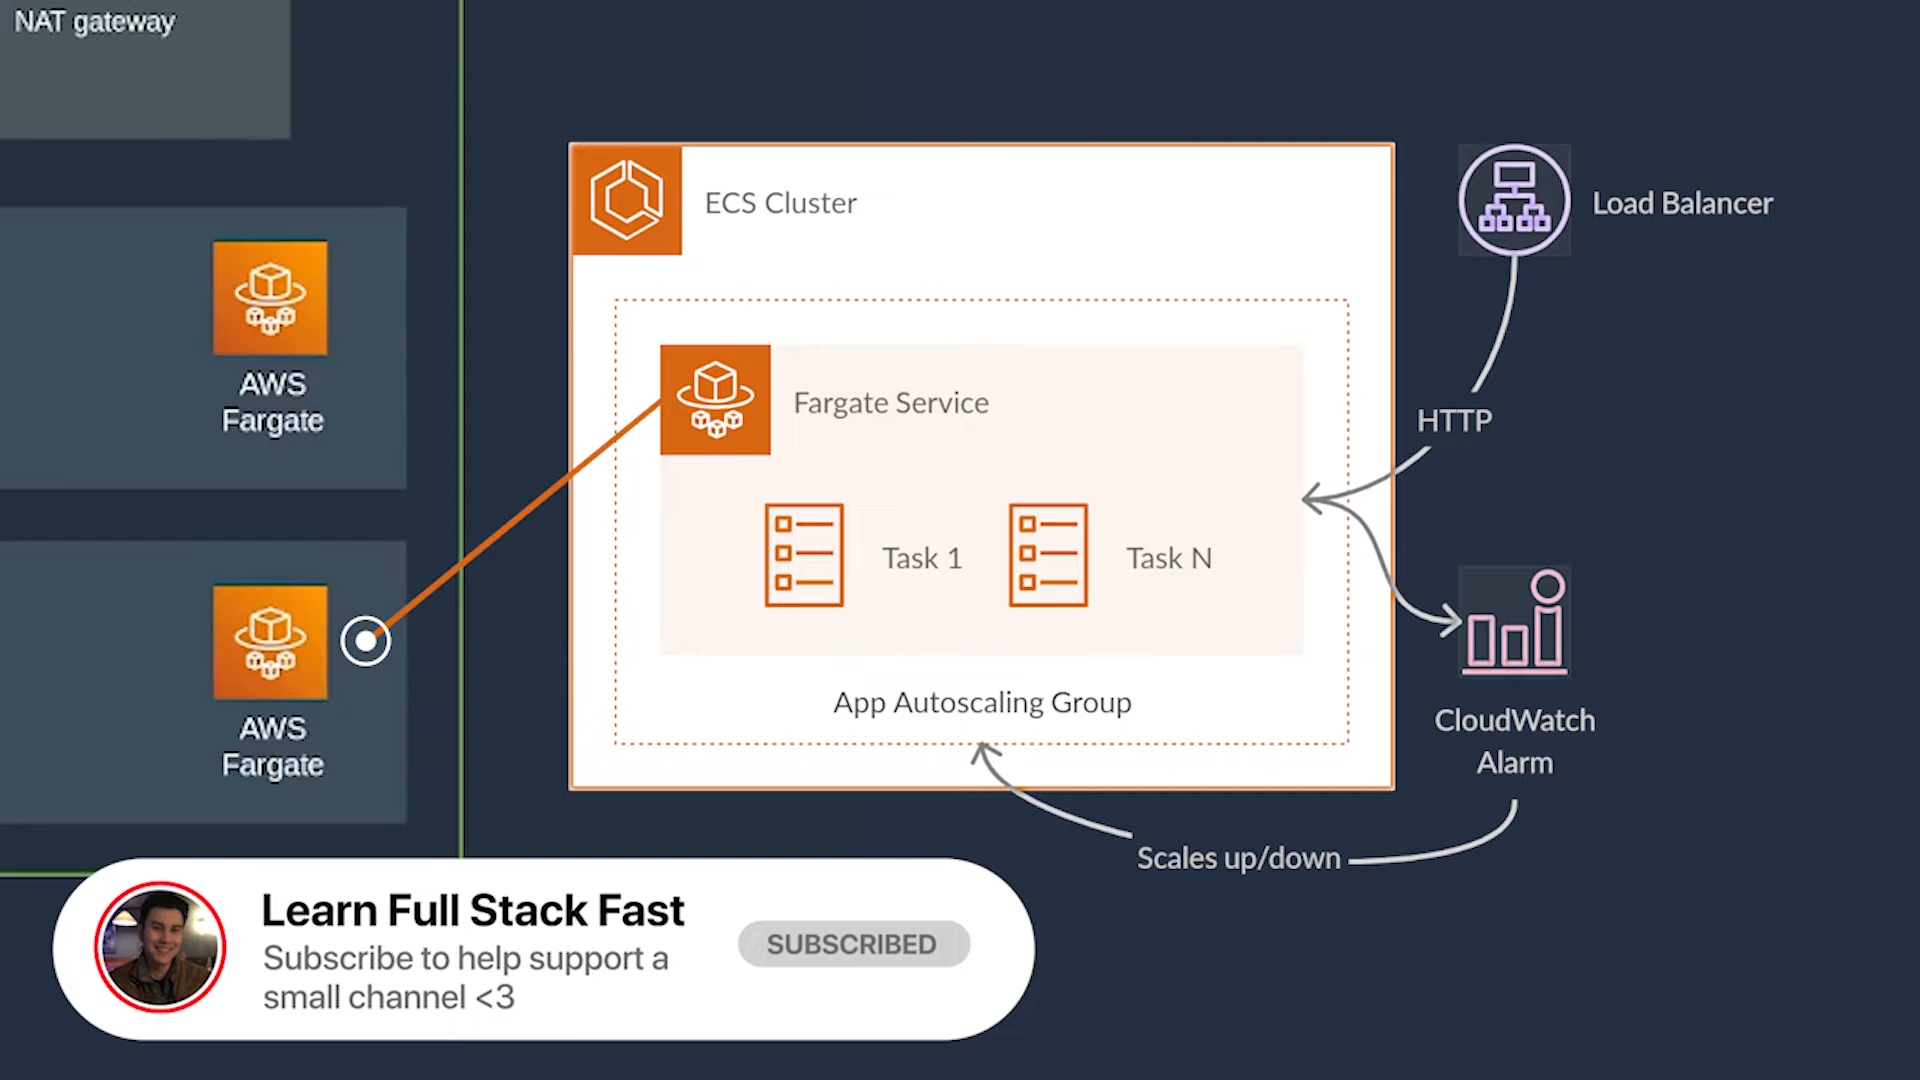 NAT gateway
AWS
Fargate
AWS
Fargate
ECS Cluster
Fargate Service
Task 1
Task N
App Autoscaling Group
Load Balancer
HTTP
CloudWatch
Alarm
Scales up/down
Learn Full Stack Fast
Subscribe to help support a
small channel <3
SUBSCRIBED